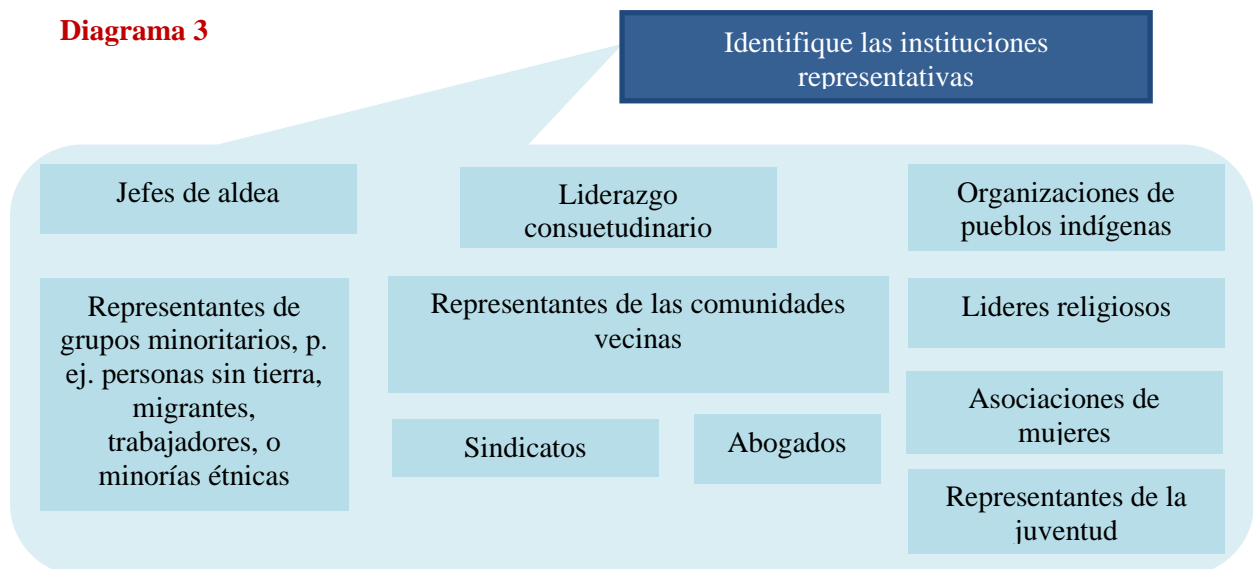 Diagrama 3
Identifique las instituciones
representativas
Jefes de aldea
Liderazgo
consuetudinario
Organizaciones de
pueblos indígenas
Representantes de
grupos minoritarios, p.
ej. personas sin tierra,
migrantes,
trabajadores, o
minorías étnicas
Representantes de las comunidades
vecinas
Lideres religiosos
Sindicatos
Abogados
Asociaciones de
mujeres
Representantes de la
juventud